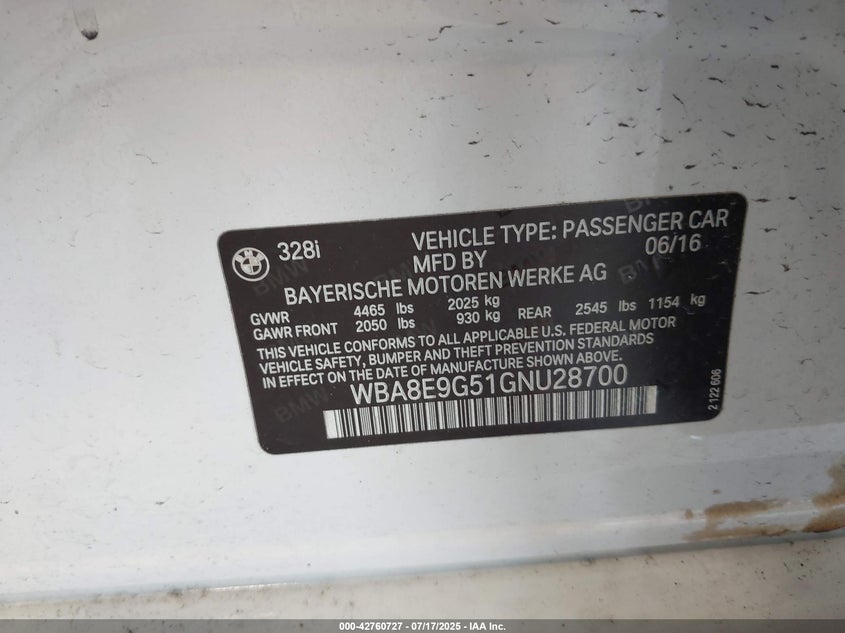 328i
VEHICLE TYPE: PASSENGER CAR
MFD BY 06/16
BAYERISCHE MOTOREN WERKE AG
GVWR 4465 lbs 2025 kg
GAWR FRONT 2050 lbs 930 kg REAR 2545 lbs 1154 kg
THIS VEHICLE CONFORMS TO ALL APPLICABLE U.S. FEDERAL MOTOR
VEHICLE SAFETY, BUMPER AND THEFT PREVENTION STANDARDS
IN EFFECT ON THE DATE OF MANUFACTURE SHOWN ABOVE.
WBA8E9G51GNU28700
2 122 606
000-42760727 - 07/17/2025 - IAA Inc.